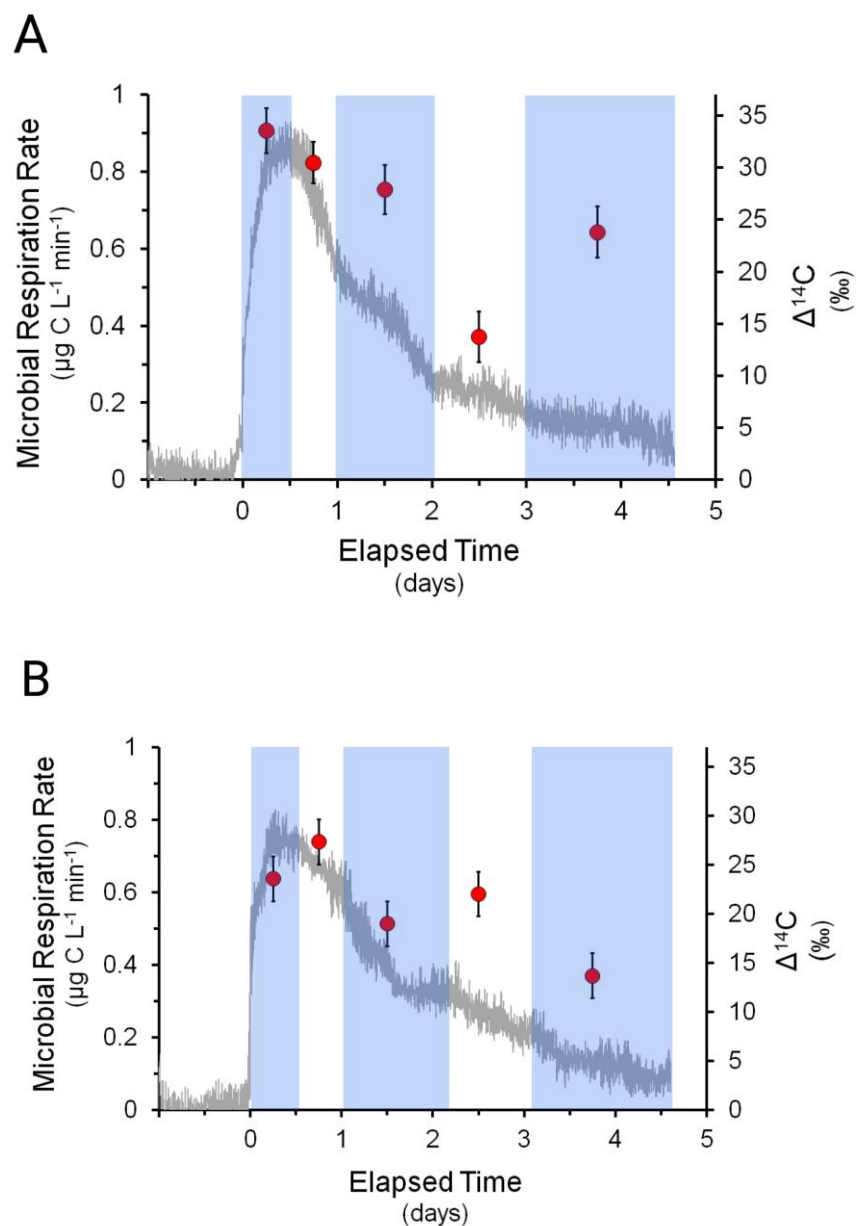 A
Microbial Respiration Rate
(µg C L⁻¹ min⁻¹)
1
0.8
0.6
0.4
0.2
0
35
30
25
20
15
10
5
0
Δ¹⁴C
(‰)
0 1 2 3 4 5
Elapsed Time
(days)
B
Microbial Respiration Rate
(µg C L⁻¹ min⁻¹)
1
0.8
0.6
0.4
0.2
0
35
30
25
20
15
10
5
0
Δ¹⁴C
(‰)
0 1 2 3 4 5
Elapsed Time
(days)